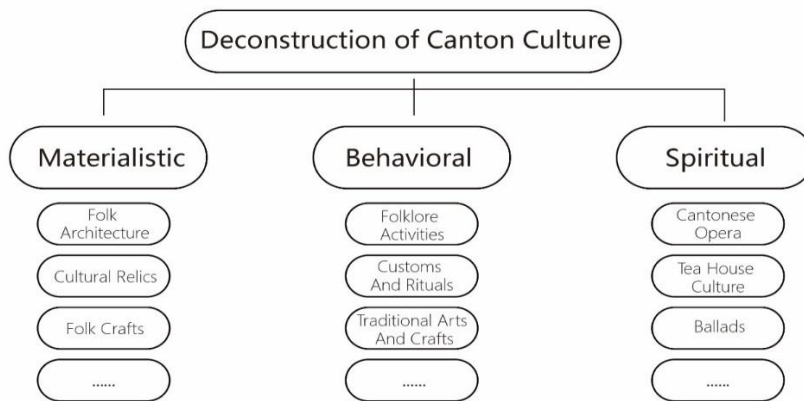 Deconstruction of Canton Culture
Materialistic
Behavioral
Spiritual
Folk
Architecture
Cultural Relics
Folk Crafts
......
Folklore
Activities
Customs
And Rituals
Traditional Arts
And Crafts
......
Cantonese
Opera
Tea House
Culture
Ballads
......